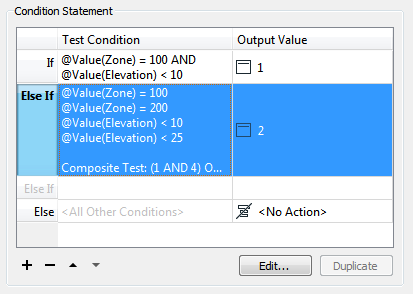 Condition Statement
Test Condition
Output Value
If
@Value(Zone) = 100 AND
@Value(Elevation) < 10
1
Else If
@Value(Zone) = 100
@Value(Zone) = 200
@Value(Elevation) < 10
@Value(Elevation) < 25
Composite Test: (1 AND 4) O...
2
Else If
Else
<All Other Conditions>
<No Action>
Edit...
Duplicate